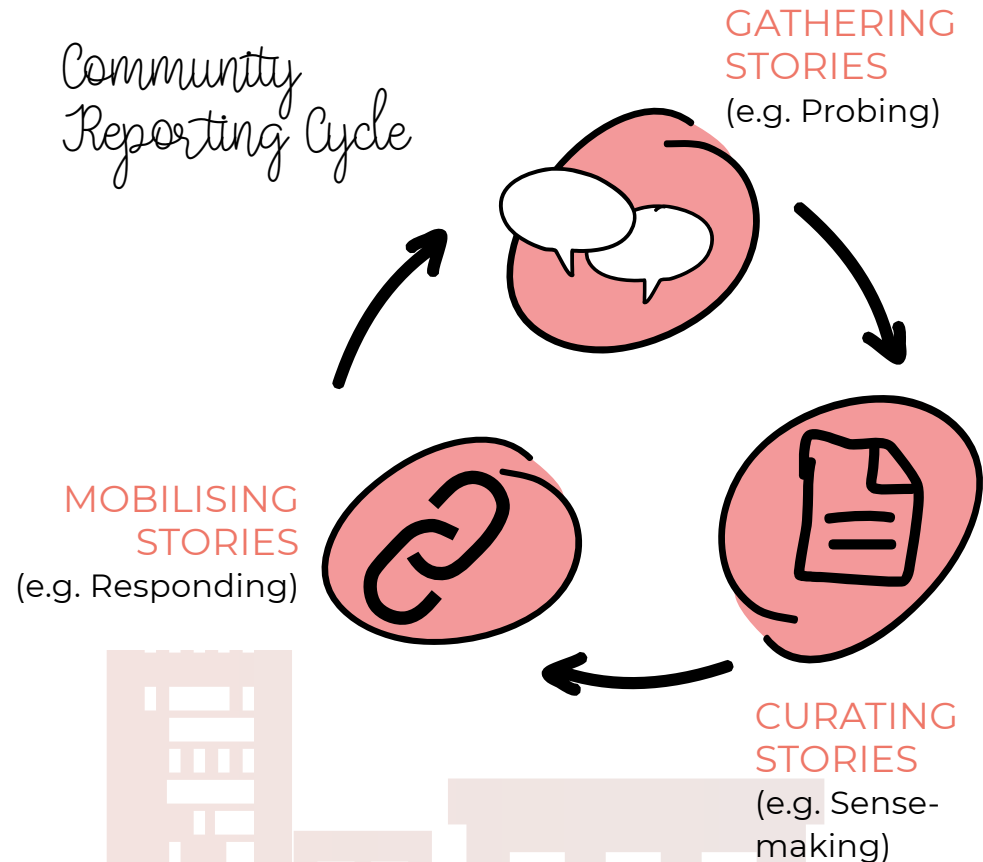 Community
Reporting Cycle
GATHERING
STORIES
(e.g. Probing)
MOBILISING
STORIES
(e.g. Responding)
CURATING
STORIES
(e.g. Sense-
making)